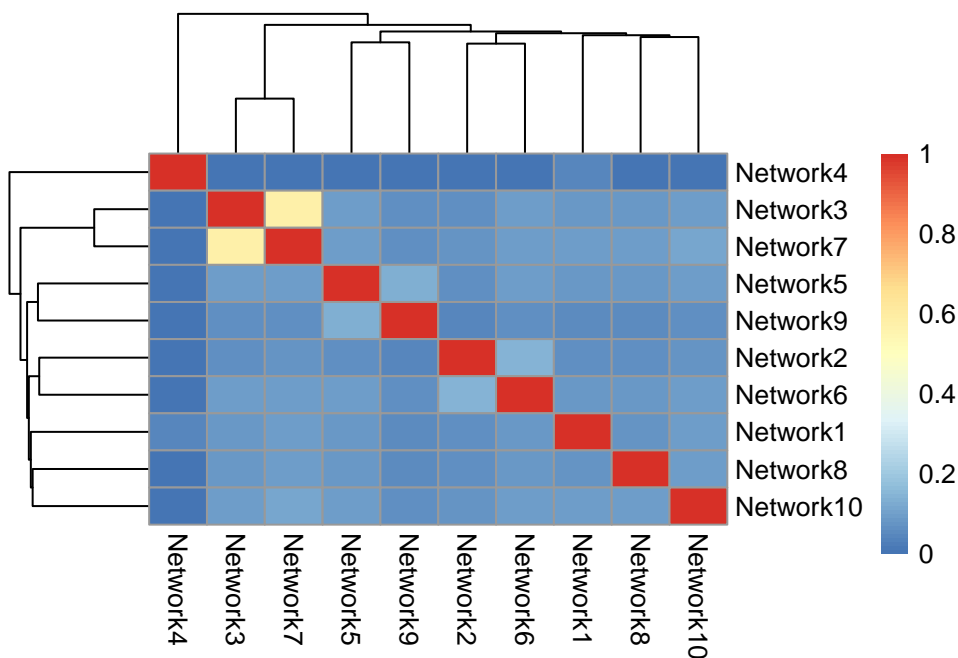 Network4
Network3
Network7
Network5
Network9
Network2
Network6
Network1
Network8
Network10
1
0.8
0.6
0.4
0.2
0
Network4
Network3
Network7
Network5
Network9
Network2
Network6
Network1
Network8
Network10